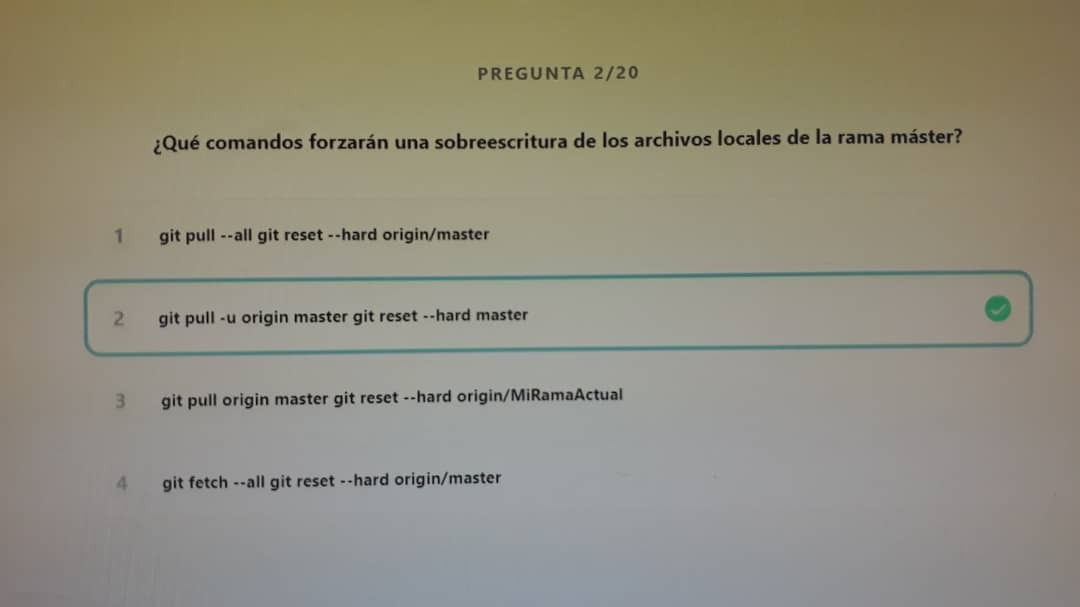 PREGUNTA 2/20
¿Qué comandos forzarán una sobreescritura de los archivos locales de la rama máster?
1 git pull --all git reset --hard origin/master
2 git pull -u origin master git reset --hard master
3 git pull origin master git reset --hard origin/MiRamaActual
4 git fetch --all git reset --hard origin/master